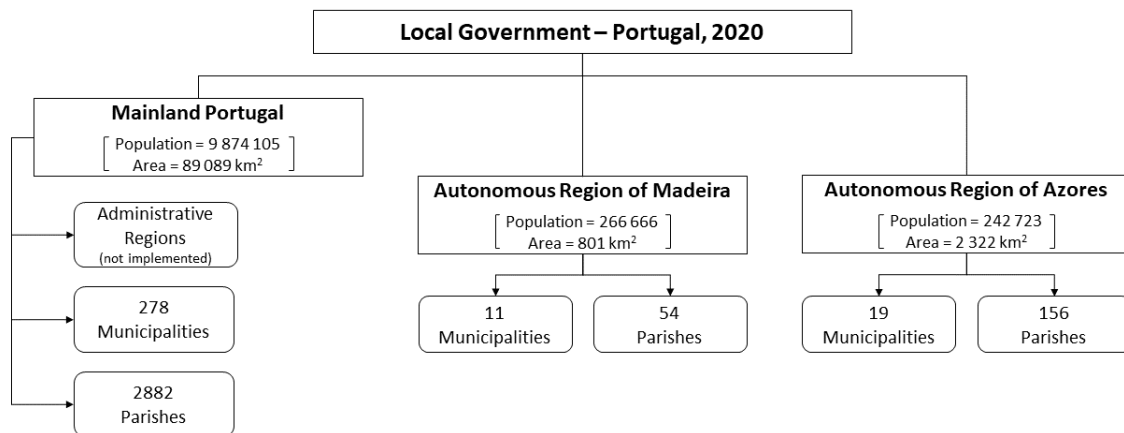 Local Government – Portugal, 2020
Mainland Portugal
Population = 9 874 105
Area = 89 089 km²
Administrative
Regions
(not implemented)
278
Municipalities
2882
Parishes
Autonomous Region of Madeira
Population = 266 666
Area = 801 km²
11
Municipalities
54
Parishes
Autonomous Region of Azores
Population = 242 723
Area = 2 322 km²
19
Municipalities
156
Parishes